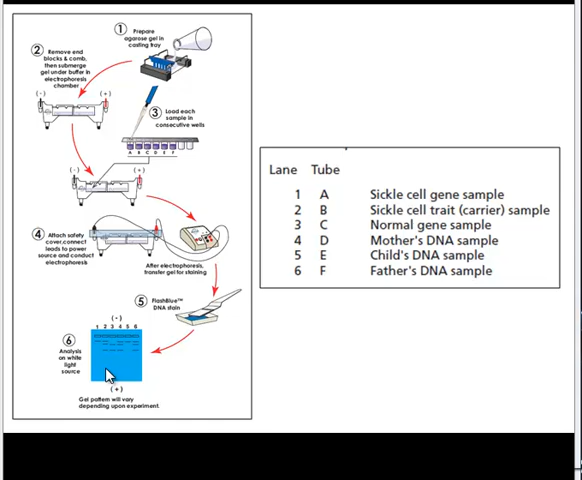 1 Prepare
agarose gel in
casting tray
2 Remove end
blocks & comb,
then submerge
gel under buffer in
electrophoresis
chamber
(-) (+)
3 Load each
sample in
consecutive wells
A B C D E F
(-) (+)
4 Attach safety
cover,connect
leads to power
source and conduct
electrophoresis
After electrophoresis,
transfer gel for staining
5 FlashBlue™
DNA stain
(-)
1 2 3 4 5 6
6 Analysis
on white
light
source
(+)
Gel pattern will vary
depending upon experiment.
Lane Tube
1 A Sickle cell gene sample
2 B Sickle cell trait (carrier) sample
3 C Normal gene sample
4 D Mother's DNA sample
5 E Child's DNA sample
6 F Father's DNA sample